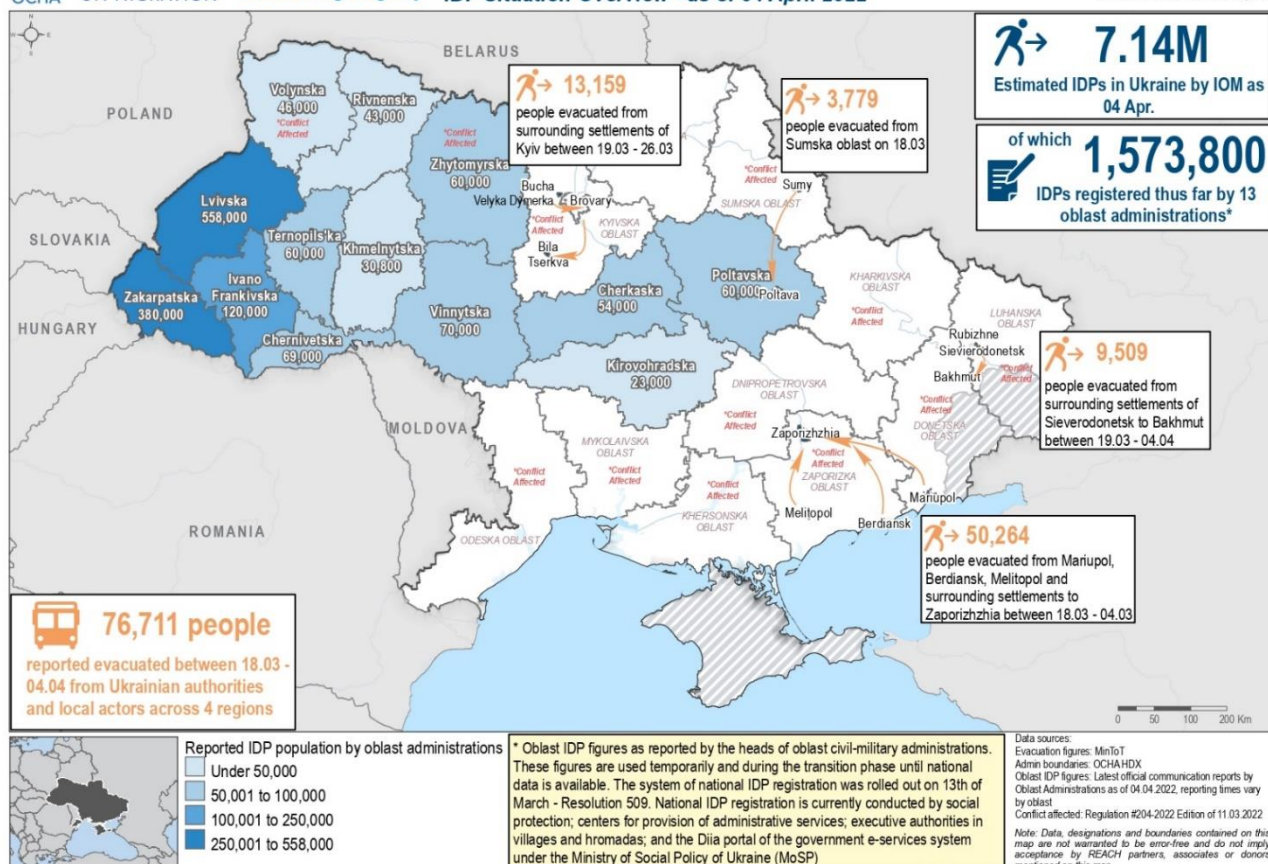 OCHA
IDP Situation Overview - as of 04 April 2022
N
E
S
W
BELARUS
POLAND
SLOVAKIA
HUNGARY
MOLDOVA
ROMANIA
Volynska
46,000
*Conflict
Affected
Rivnenska
43,000
*Conflict
Affected
Zhytomyrska
60,000
Lvivska
558,000
Ternopils'ka
60,000
Khmelnytska
30,800
Zakarpatska
380,000
Ivano
Frankivska
120,000
Chernivetska
69,000
Vinnytska
70,000
Cherkaska
54,000
Poltavska
60,000
Poltava
Kirovohradska
23,000
Bucha
Velyka Dymerka
Brovary
*Conflict
Affected
KYIVSKA
OBLAST
Bila
Tserkva
*Conflict
Affected
Sumy
SUMSKA OBLAST
KHARKIVSKA
OBLAST
*Conflict
Affected
LUHANSKA
OBLAST
Rubizhne
Sievierodonetsk
Bakhmut
*Conflict
Affected
*Conflict
Affected
DONETSKA
OBLAST
DNIPROPETROVSKA
OBLAST
*Conflict
Affected
Zaporizhzhia
*Conflict
Affected
ZAPORIZKA
OBLAST
Melitopol
Berdiansk
Mariupol
MYKOLAIVSKA
OBLAST
*Conflict
Affected
*Conflict
Affected
KHERSONSKA
OBLAST
*Conflict
Affected
ODESKA OBLAST
13,159
people evacuated from
surrounding settlements of
Kyiv between 19.03 - 26.03
3,779
people evacuated from
Sumska oblast on 18.03
7.14M
Estimated IDPs in Ukraine by IOM as
04 Apr.
of which 1,573,800
IDPs registered thus far by 13
oblast administrations*
9,509
people evacuated from
surrounding settlements of
Sieverodonetsk to Bakhmut
between 19.03 - 04.04
50,264
people evacuated from Mariupol,
Berdiansk, Melitopol and
surrounding settlements to
Zaporizhzhia between 18.03 - 04.03
76,711 people
reported evacuated between 18.03 -
04.04 from Ukrainian authorities
and local actors across 4 regions
0 50 100 200 Km
Reported IDP population by oblast administrations
Under 50,000
50,001 to 100,000
100,001 to 250,000
250,001 to 558,000
* Oblast IDP figures as reported by the heads of oblast civil-military administrations.
These figures are used temporarily and during the transition phase until national
data is available. The system of national IDP registration was rolled out on 13th of
March - Resolution 509. National IDP registration is currently conducted by social
protection; centers for provision of administrative services; executive authorities in
villages and hromadas; and the Diia portal of the government e-services system
under the Ministry of Social Policy of Ukraine (MoSP)
Data sources:
Evacuation figures: MinToT
Admin boundaries: OCHA HDX
Oblast IDP figures: Latest official communication reports by
Oblast Administrations as of 04.04.2022, reporting times vary
by oblast
Conflict affected: Regulation #204-2022 Edition of 11.03.2022
Note: Data, designations and boundaries contained on this
map are not warranted to be error-free and do not imply
acceptance by REACH partners, associates or donors